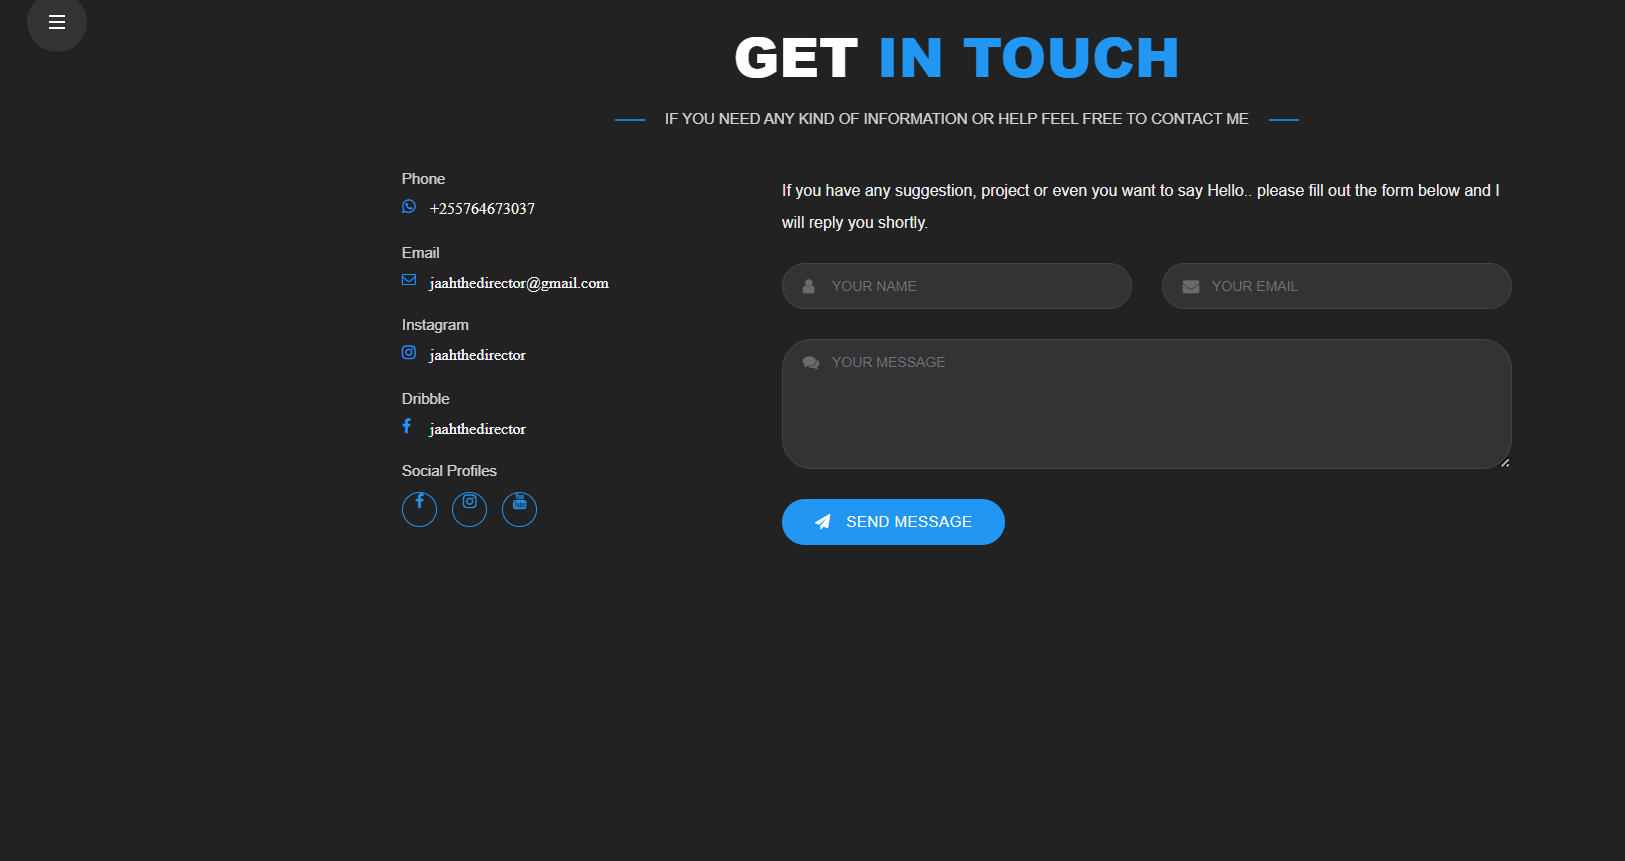 GET IN TOUCH
IF YOU NEED ANY KIND OF INFORMATION OR HELP FEEL FREE TO CONTACT ME
Phone
+255764673037
Email
jaahthedirector@gmail.com
Instagram
jaahthedirector
Dribble
jaahthedirector
Social Profiles
You Tube
If you have any suggestion, project or even you want to say Hello.. please fill out the form below and I
will reply you shortly.
YOUR NAME
YOUR EMAIL
YOUR MESSAGE
SEND MESSAGE